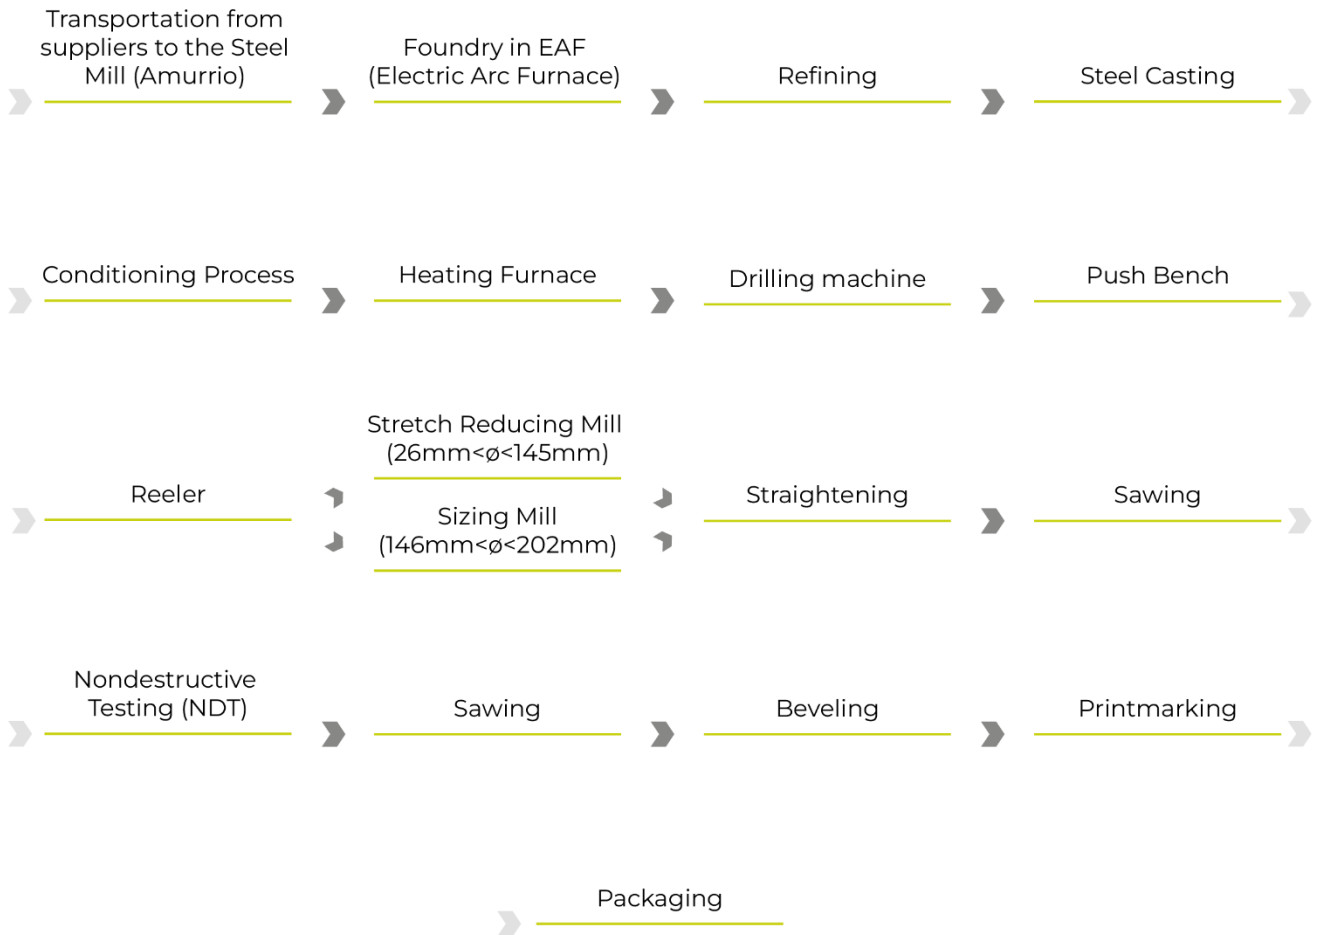 Transportation from
suppliers to the Steel
Mill (Amurrio)
Foundry in EAF
(Electric Arc Furnace)
Refining
Steel Casting
Conditioning Process
Heating Furnace
Drilling machine
Push Bench
Reeler
Stretch Reducing Mill
(26mm<ø<145mm)
Sizing Mill
(146mm<ø<202mm)
Straightening
Sawing
Nondestructive
Testing (NDT)
Sawing
Beveling
Printmarking
Packaging